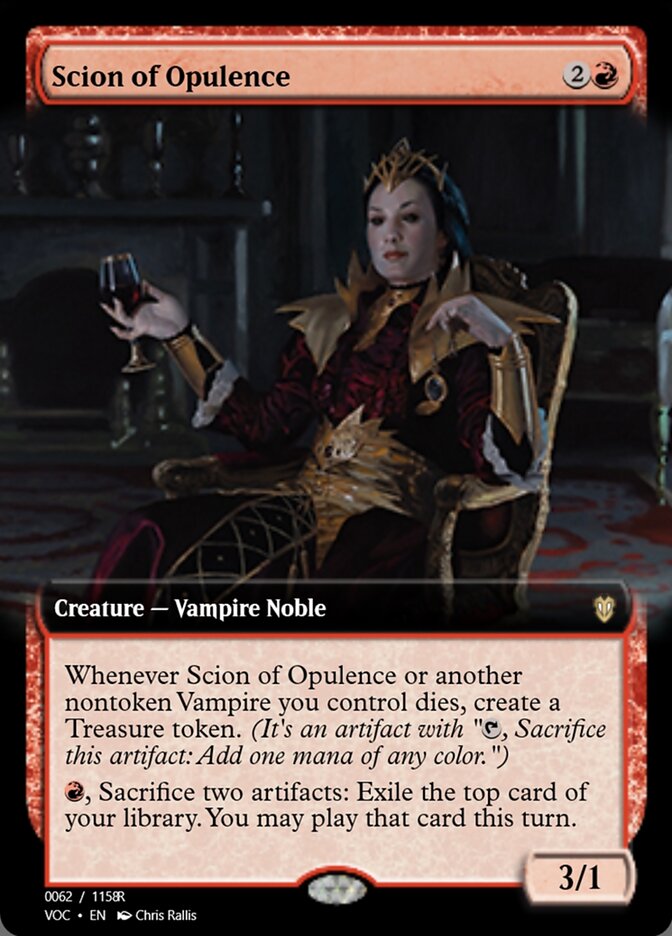 Scion of Opulence
2
Creature — Vampire Noble
Whenever Scion of Opulence or another
nontoken Vampire you control dies, create a
Treasure token. (It's an artifact with ", Sacrifice
this artifact: Add one mana of any color.")
, Sacrifice two artifacts: Exile the top card of
your library. You may play that card this turn.
3/1
0062 / 1158R
VOC • EN Chris Rallis